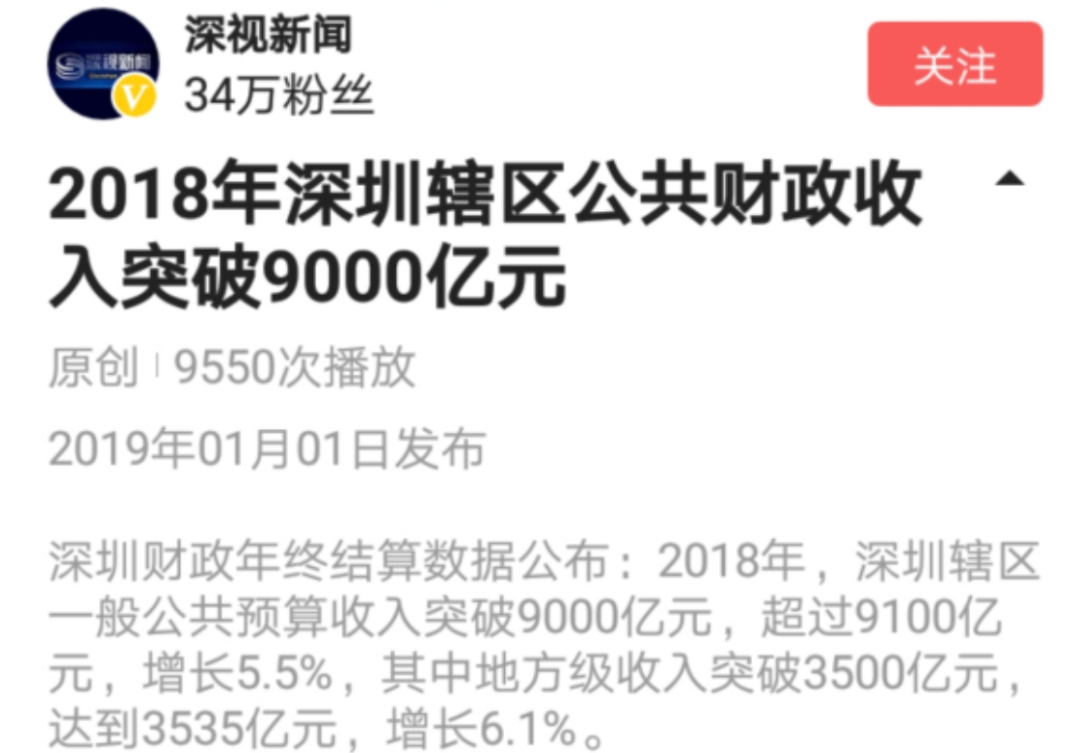 深视新闻
深视新闻
34万粉丝
关注
2018年深圳辖区公共财政收
入突破9000亿元
原创 | 9550次播放
2019年01月01日发布
深圳财政年终结算数据公布：2018年，深圳辖区
一般公共预算收入突破9000亿元，超过9100亿
元，增长5.5%，其中地方级收入突破3500亿元，
达到3535亿元，增长6.1%。